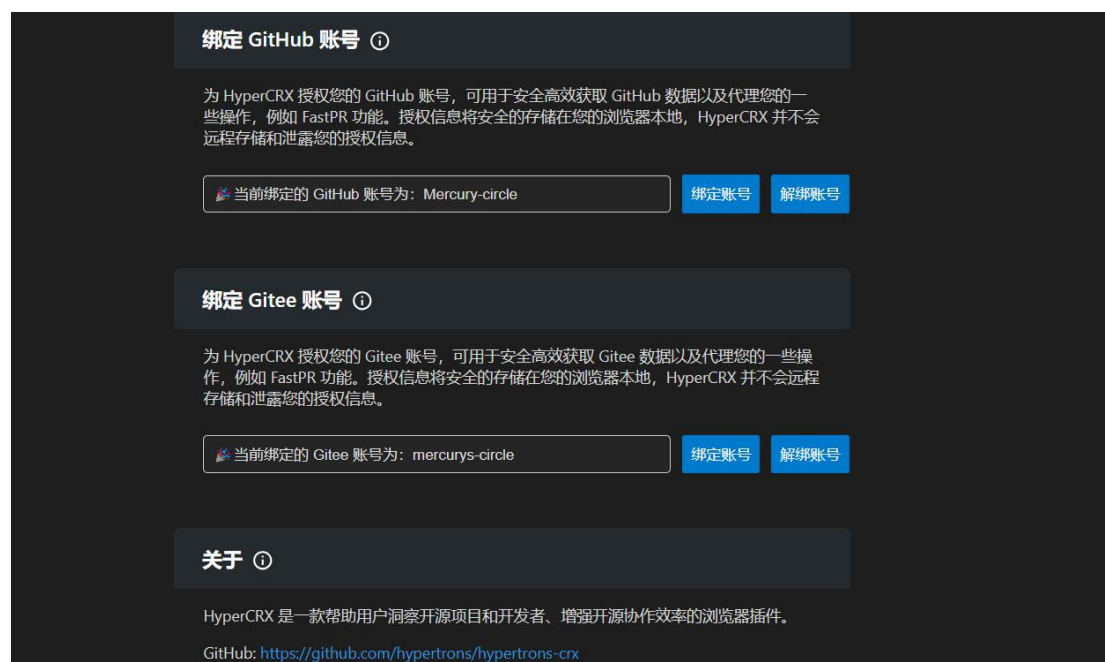 绑定 GitHub 账号
为 HyperCRX 授权您的 GitHub 账号，可用于安全高效获取 GitHub 数据以及代理您的一
些操作，例如 FastPR 功能。授权信息将安全的存储在您的浏览器本地，HyperCRX 并不会
远程存储和泄露您的授权信息。
🎉当前绑定的 GitHub 账号为：Mercury-circle 绑定账号 解绑账号
绑定 Gitee 账号
为 HyperCRX 授权您的 Gitee 账号，可用于安全高效获取 Gitee 数据以及代理您的一些操
作，例如 FastPR 功能。授权信息将安全的存储在您的浏览器本地，HyperCRX 并不会远程
存储和泄露您的授权信息。
🎉当前绑定的 Gitee 账号为：mercurys-circle 绑定账号 解绑账号
关于
HyperCRX 是一款帮助用户洞察开源项目和开发者、增强开源协作效率的浏览器插件。
GitHub: https://github.com/hypertrons/hypertrons-crx